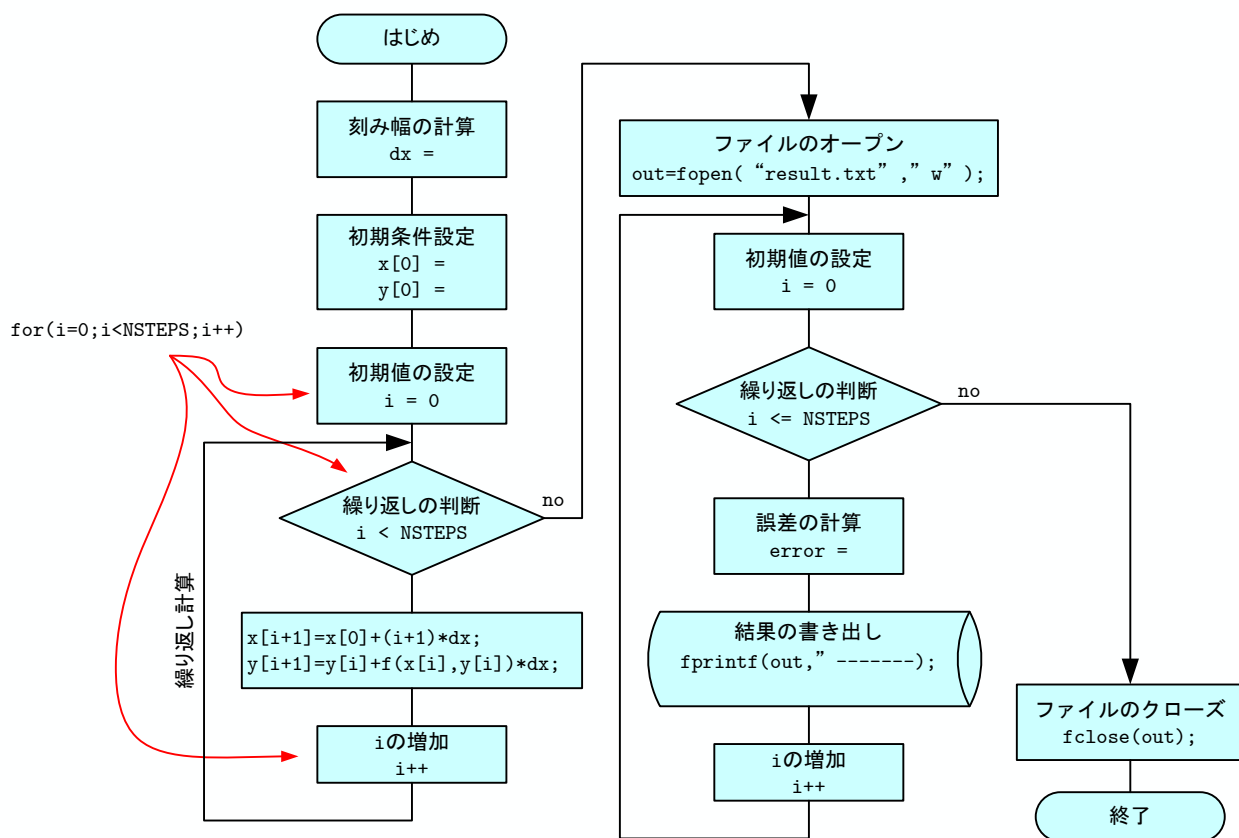 はじめ
刻み幅の計算
dx =
初期条件設定
x[0] =
y[0] =
for(i=0;i<NSTEPS;i++)
初期値の設定
i = 0
繰り返しの判断
i < NSTEPS
no
繰り返し計算
x[i+1]=x[0]+(i+1)*dx;
y[i+1]=y[i]+f(x[i],y[i])*dx;
iの増加
i++
ファイルのオープン
out=fopen( “result.txt” ,” w” );
初期値の設定
i = 0
繰り返しの判断
i <= NSTEPS
no
誤差の計算
error =
結果の書き出し
fprintf(out,” -------);
iの増加
i++
ファイルのクローズ
fclose(out);
終了